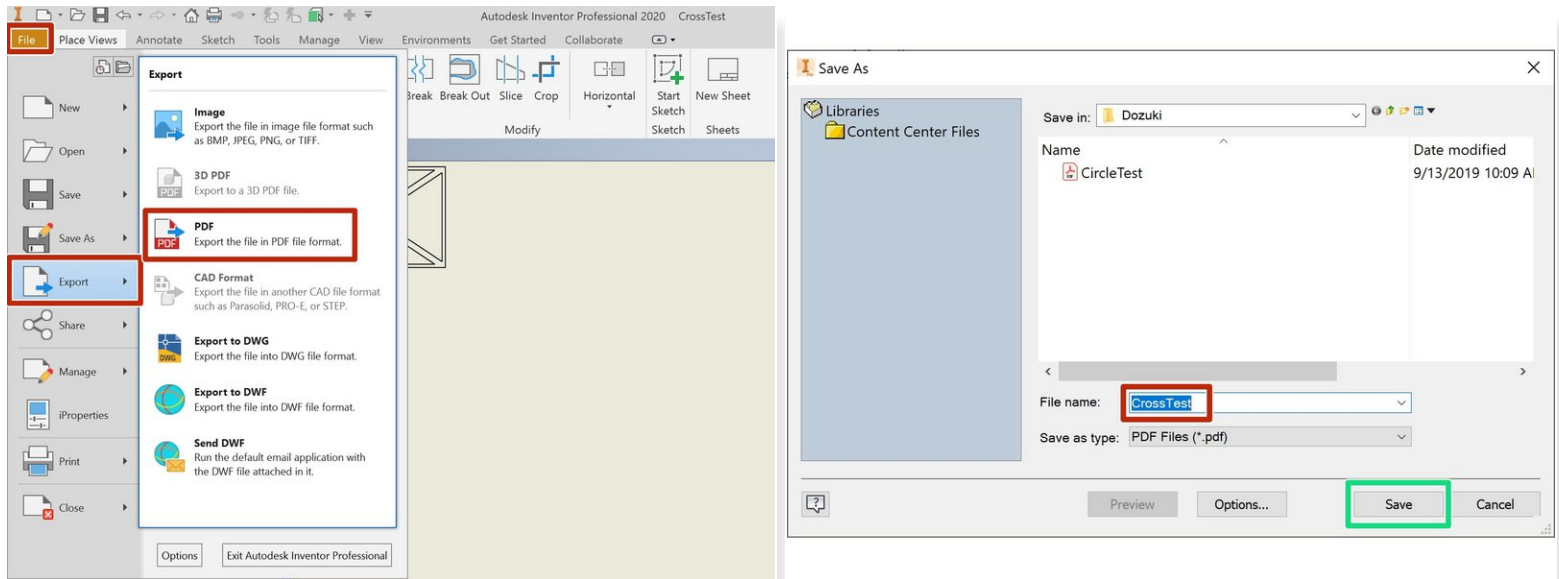 Autodesk Inventor Professional 2020 CrossTest
File Place Views Annotate Sketch Tools Manage View Environments Get Started Collaborate
Break Break Out Slice Crop Horizontal Start Sketch New Sheet
Modify Sketch Sheets
New
Open
Save
Save As
Export
Share
Manage
iProperties
Print
Close
Export
Image
Export the file in image file format such
as BMP, JPEG, PNG, or TIFF.
3D PDF
Export to a 3D PDF file.
PDF
Export the file in PDF file format.
CAD Format
Export the file in another CAD file format
such as Parasolid, PRO-E, or STEP.
Export to DWG
Export the file into DWG file format.
Export to DWF
Export the file into DWF file format.
Send DWF
Run the default email application with
the DWF file attached in it.
Options Exit Autodesk Inventor Professional
Save As
Libraries
Content Center Files
Save in: Dozuki
Name Date modified
CircleTest 9/13/2019 10:09 A
File name: CrossTest
Save as type: PDF Files (*.pdf)
Preview Options... Save Cancel